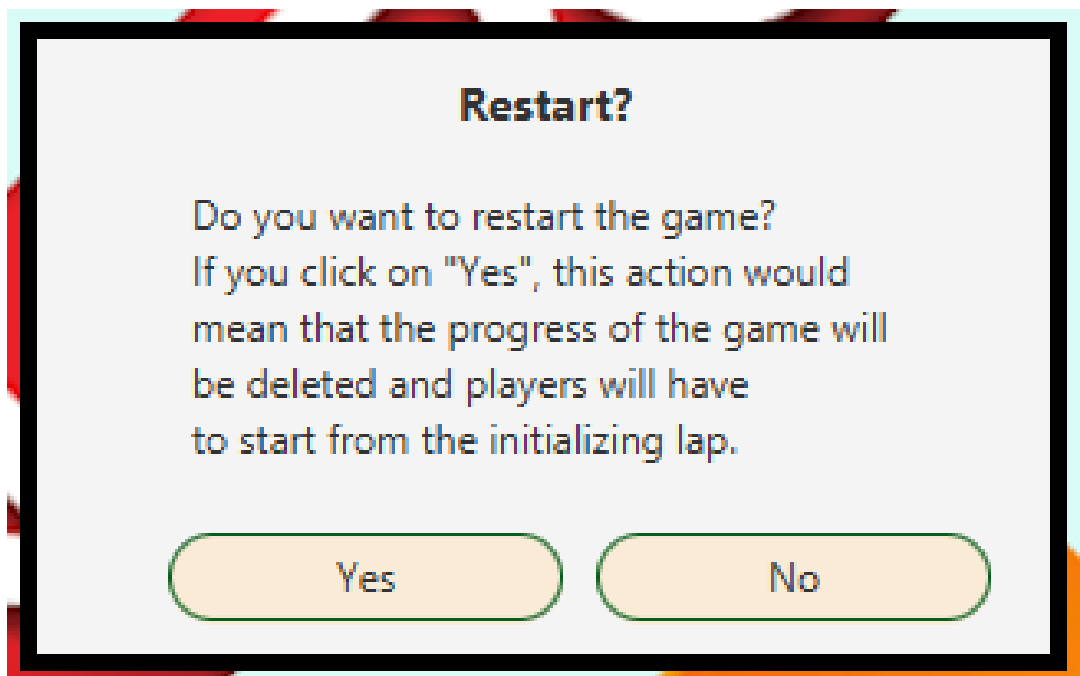 Restart?
Do you want to restart the game?
If you click on "Yes", this action would
mean that the progress of the game will
be deleted and players will have
to start from the initializing lap.
Yes
No